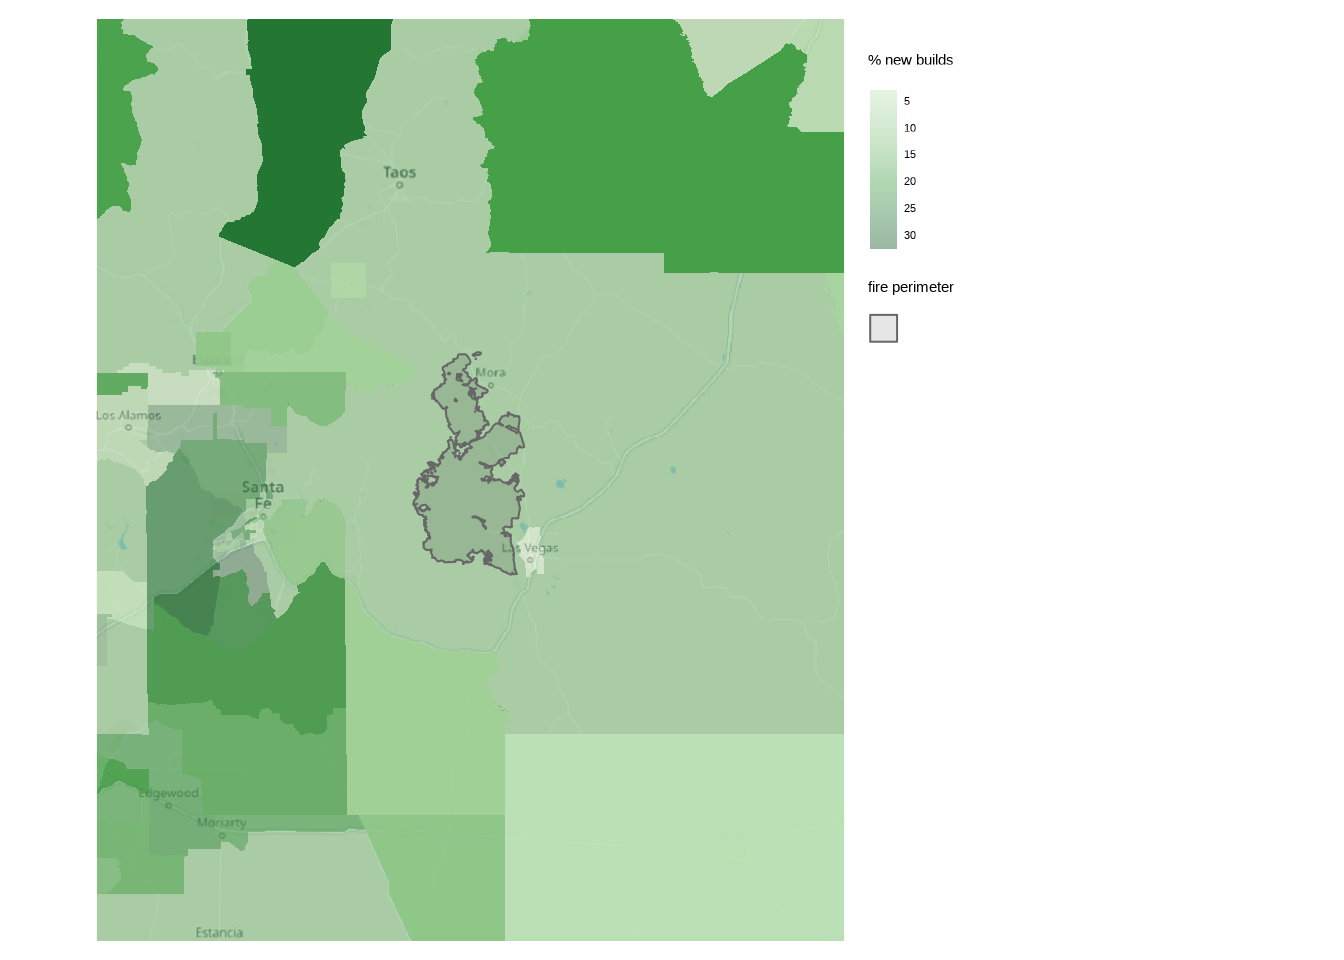 % new builds
5
10
15
20
25
30
fire perimeter
Taos
Española
Mora
Los Alamos
Santa
Fe
Las Vegas
Edgewood
Moriarty
Estancia